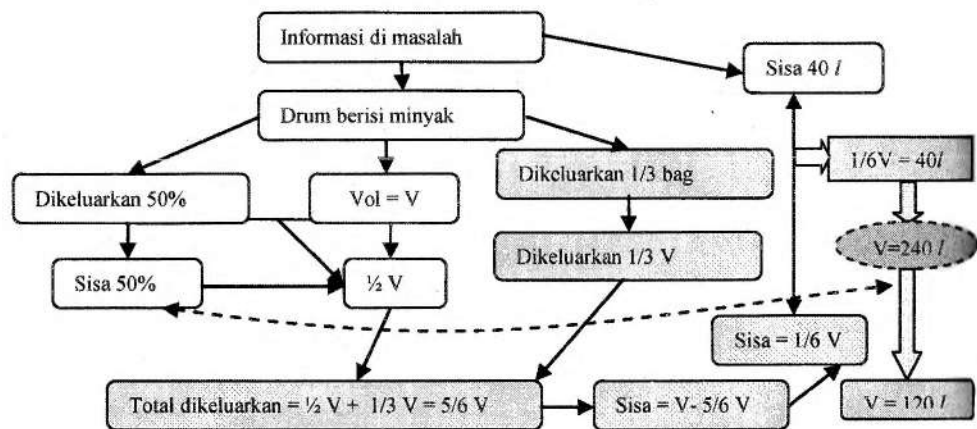 Informasi di masalah
Sisa 40 l
Drum berisi minyak
1/6V = 40l
Dikeluarkan 1/3 bag
Dikeluarkan 50%
Vol = V
V=240 l
Dikeluarkan 1/3 V
Sisa 50%
½ V
Sisa = 1/6 V
Total dikeluarkan = ½ V + 1/3 V = 5/6 V
Sisa = V- 5/6 V
V = 120 l